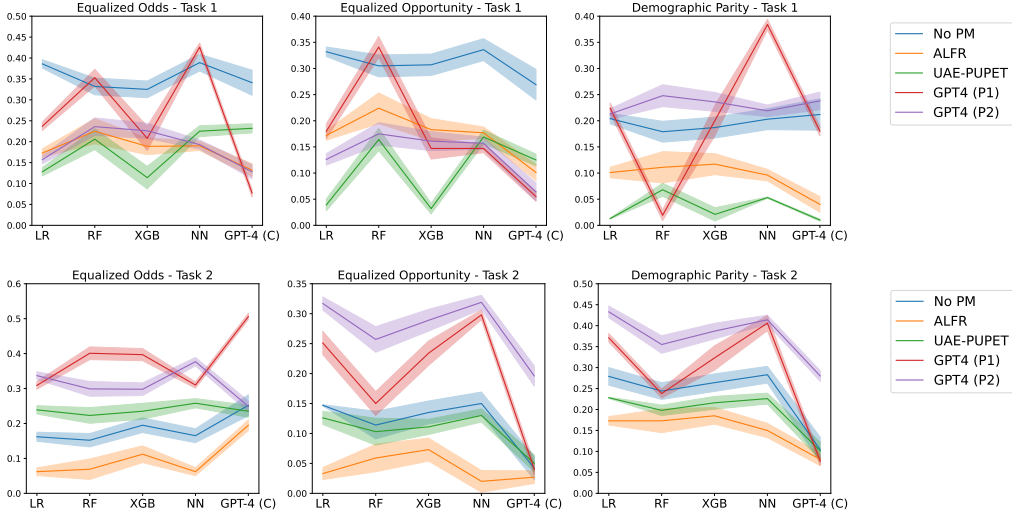 Equalized Odds - Task 1
0.50
0.45
0.40
0.35
0.30
0.25
0.20
0.15
0.10
0.05
0.00
LR RF XGB NN GPT-4 (C)
Equalized Opportunity - Task 1
0.40
0.35
0.30
0.25
0.20
0.15
0.10
0.05
0.00
LR RF XGB NN GPT-4 (C)
Demographic Parity - Task 1
0.40
0.35
0.30
0.25
0.20
0.15
0.10
0.05
0.00
LR RF XGB NN GPT-4 (C)
No PM
ALFR
UAE-PUPET
GPT4 (P1)
GPT4 (P2)
Equalized Odds - Task 2
0.6
0.5
0.4
0.3
0.2
0.1
0.0
LR RF XGB NN GPT-4 (C)
Equalized Opportunity - Task 2
0.35
0.30
0.25
0.20
0.15
0.10
0.05
0.00
LR RF XGB NN GPT-4 (C)
Demographic Parity - Task 2
0.50
0.45
0.40
0.35
0.30
0.25
0.20
0.15
0.10
0.05
0.00
LR RF XGB NN GPT-4 (C)
No PM
ALFR
UAE-PUPET
GPT4 (P1)
GPT4 (P2)